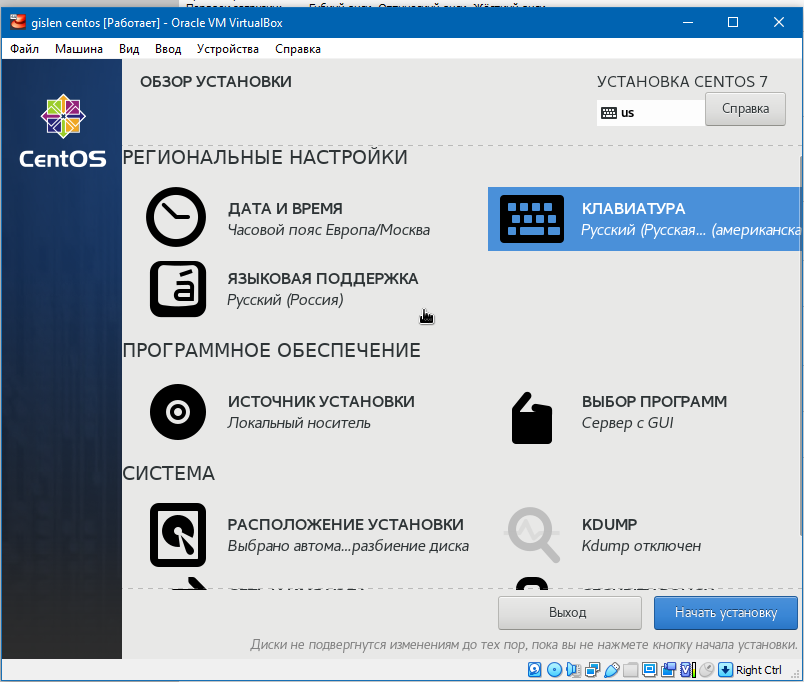 gislen centos [Работает] - Oracle VM VirtualBox
Файл Машина Вид Ввод Устройства Справка
ОБЗОР УСТАНОВКИ
УСТАНОВКА CENTOS 7
us
Справка
CentOS
РЕГИОНАЛЬНЫЕ НАСТРОЙКИ
ДАТА И ВРЕМЯ
Часовой пояс Европа/Москва
КЛАВИАТУРА
Русский (Русская... (американска
ЯЗЫКОВАЯ ПОДДЕРЖКА
Русский (Россия)
ПРОГРАММНОЕ ОБЕСПЕЧЕНИЕ
ИСТОЧНИК УСТАНОВКИ
Локальный носитель
ВЫБОР ПРОГРАММ
Сервер с GUI
СИСТЕМА
РАСПОЛОЖЕНИЕ УСТАНОВКИ
Выбрано автома...разбиение диска
KDUMP
Kdump отключен
Выход
Начать установку
Диски не подвергнутся изменениям до тех пор, пока вы не нажмете кнопку начала установки.
Right Ctrl